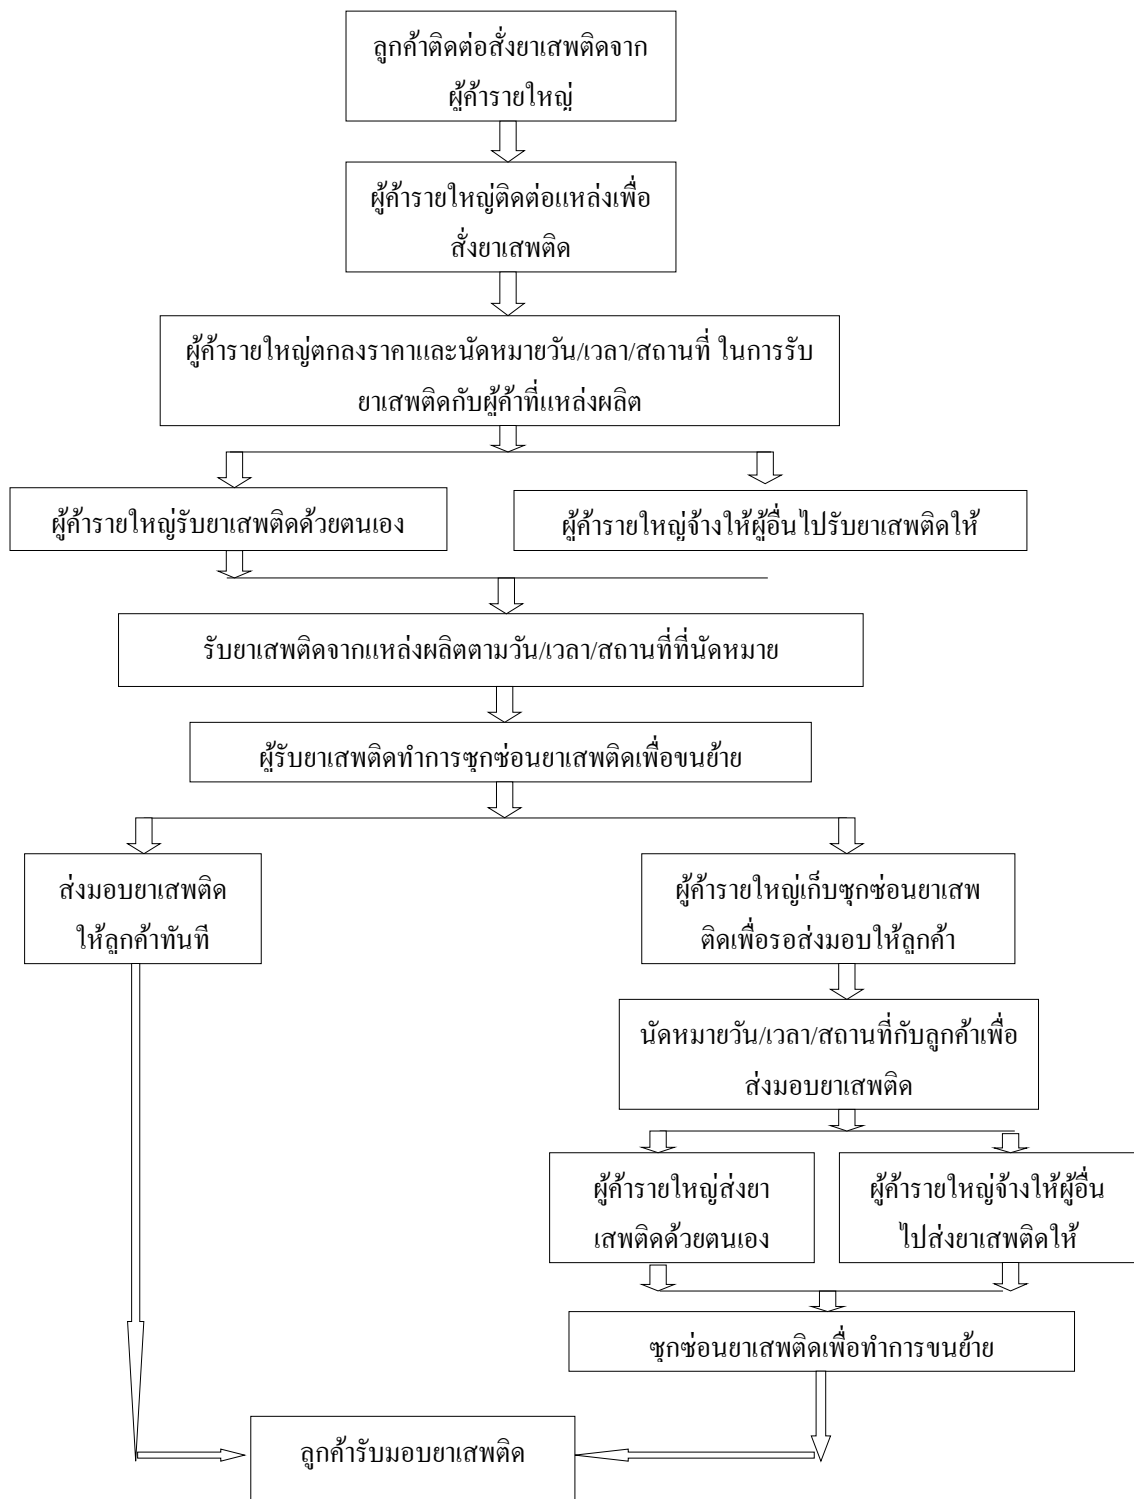 ลูกค้าติดต่อสั่งยาเสพติดจาก
ผู้ค้ารายใหญ่
ผู้ค้ารายใหญ่ติดต่อแหล่งเพื่อ
สั่งยาเสพติด
ผู้ค้ารายใหญ่ตกลงราคาและนัดหมายวัน/เวลา/สถานที่ ในการรับ
ยาเสพติดกับผู้ค้าที่แหล่งผลิต
ผู้ค้ารายใหญ่รับยาเสพติดด้วยตนเอง
ผู้ค้ารายใหญ่จ้างให้ผู้อื่นไปรับยาเสพติดให้
รับยาเสพติดจากแหล่งผลิตตามวัน/เวลา/สถานที่ที่นัดหมาย
ผู้รับยาเสพติดทำการซุกซ่อนยาเสพติดเพื่อขนย้าย
ส่งมอบยาเสพติด
ให้ลูกค้าทันที
ผู้ค้ารายใหญ่เก็บซุกซ่อนยาเสพ
ติดเพื่อรอส่งมอบให้ลูกค้า
นัดหมายวัน/เวลา/สถานที่กับลูกค้าเพื่อ
ส่งมอบยาเสพติด
ผู้ค้ารายใหญ่ส่งยา
เสพติดด้วยตนเอง
ผู้ค้ารายใหญ่จ้างให้ผู้อื่น
ไปส่งยาเสพติดให้
ซุกซ่อนยาเสพติดเพื่อทำการขนย้าย
ลูกค้ารับมอบยาเสพติด